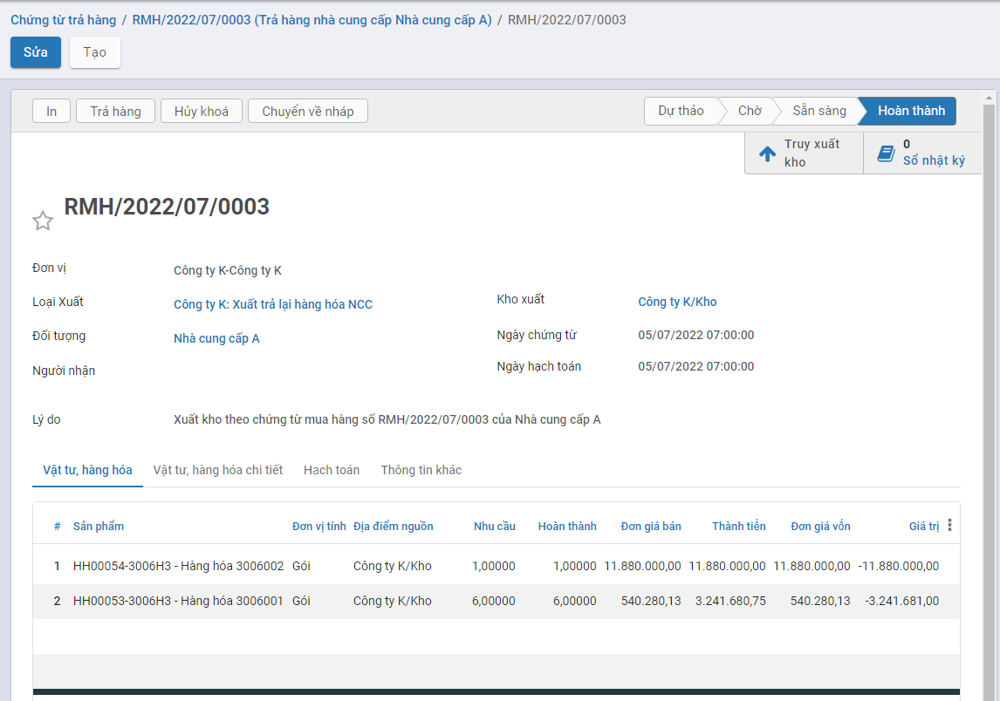 Chứng từ trả hàng / RMH/2022/07/0003 (Trả hàng nhà cung cấp Nhà cung cấp A) / RMH/2022/07/0003
Sửa Tạo
In Trả hàng Hủy khoá Chuyển về nháp Dự thảo Chờ Sẵn sàng Hoàn thành
Truy xuất kho
0 Sổ nhật ký
RMH/2022/07/0003
Đơn vị Công ty K-Công ty K
Loại Xuất Công ty K: Xuất trả lại hàng hóa NCC Kho xuất Công ty K/Kho
Đối tượng Nhà cung cấp A Ngày chứng từ 05/07/2022 07:00:00
Người nhận Ngày hạch toán 05/07/2022 07:00:00
Lý do Xuất kho theo chứng từ mua hàng số RMH/2022/07/0003 của Nhà cung cấp A
Vật tư, hàng hóa Vật tư, hàng hóa chi tiết Hạch toán Thông tin khác
# Sản phẩm Đơn vị tính Địa điểm nguồn Nhu cầu Hoàn thành Đơn giá bán Thành tiền Đơn giá vốn Giá trị
1 HH00054-3006H3 - Hàng hóa 3006002 Gói Công ty K/Kho 1,00000 1,00000 11.880.000,00 11.880.000,00 11.880.000,00 -11.880.000,00
2 HH00053-3006H3 - Hàng hóa 3006001 Gói Công ty K/Kho 6,00000 6,00000 540.280,13 3.241.680,75 540.280,13 -3.241.681,00